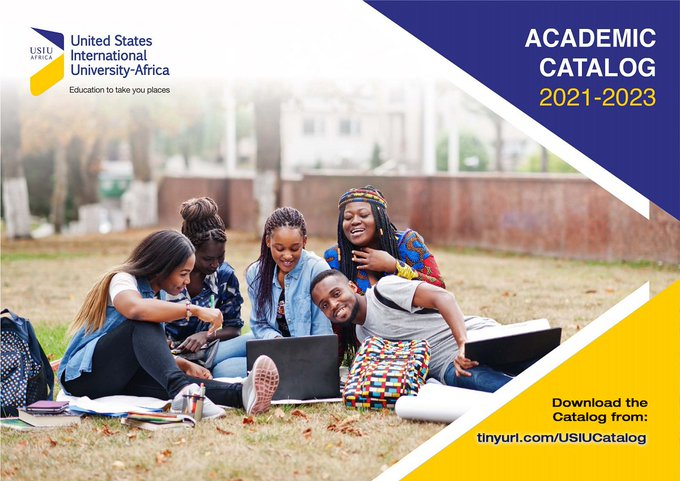 USIU
AFRICA
United States
International
University-Africa
Education to take you places
ACADEMIC
CATALOG
2021-2023
Download the
Catalog from:
tinyurl.com/USIUCatalog